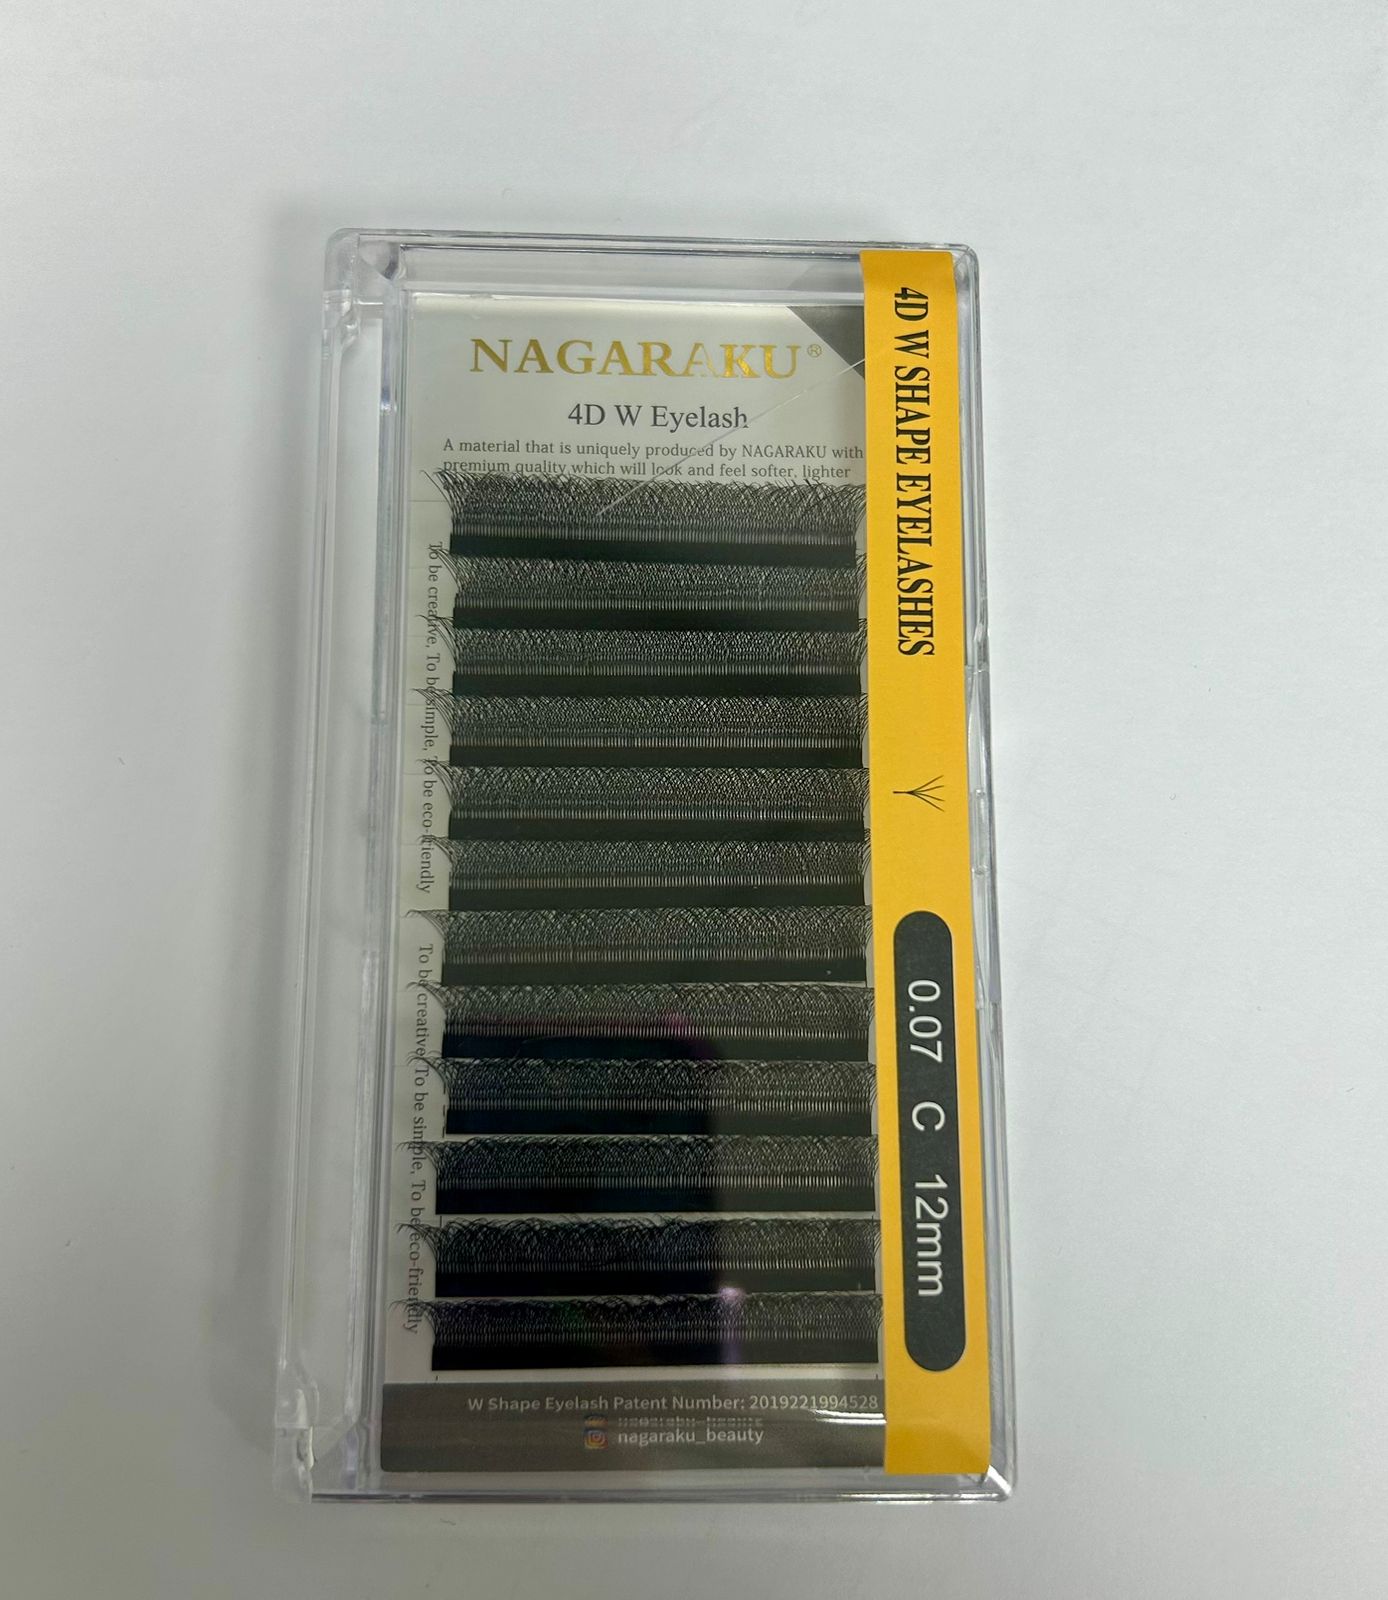 NAGARAKU®
4D W Eyelash
A material that is uniquely produced by NAGARAKU with
premium quality which will look and feel softer, lighter
To be creative, To be simple, To be eco-friendly
To be creative, To be simple, To be eco-friendly
W Shape Eyelash Patent Number: 2019221994528
nagaraku_beauty
4D W SHAPE EYELASHES
0.07 C 12mm